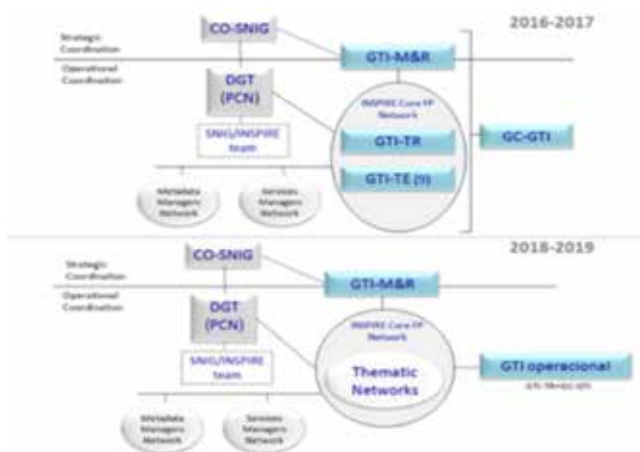 2016-2017
CO-SNIG
Strategic
Coordination
Operational
Coordination
GTI-M&R
DGT
(PCN)
INSPIRE Core FP
Network
SNIG/INSPIRE
team
GTI-TR
GC-GTI
GTI-TE (9)
Metadata
Managers
Network
Services
Managers
Network
2018-2019
CO-SNIG
Strategic
Coordination
Operational
Coordination
GTI-M&R
DGT
(PCN)
INSPIRE Core FP
Network
SNIG/INSPIRE
team
Thematic
Networks
GTI operacional
Metadata
Managers
Network
Services
Managers
Network